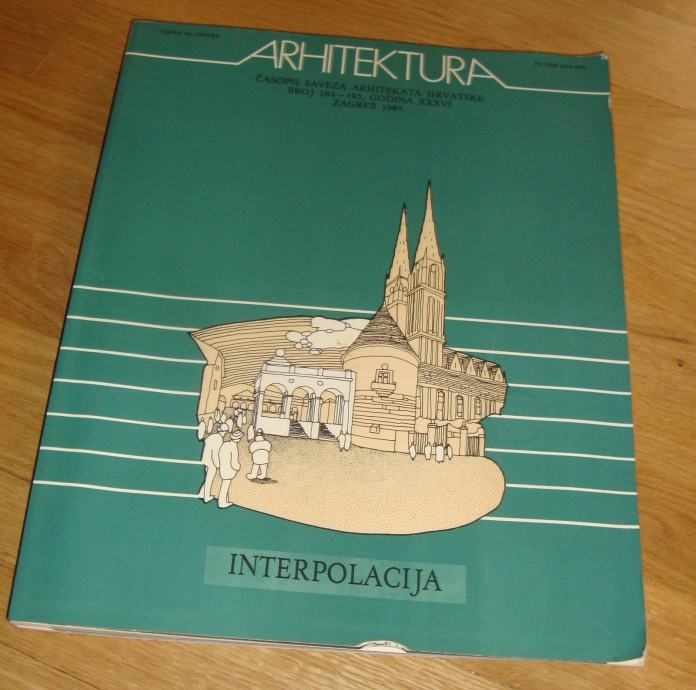 ARHITEKTURA
ČASOPIS SAVEZA ARHITEKATA HRVATSKE
BROJ 184–185, GODINA XXXVI
ZAGREB 1983.
INTERPOLACIJA